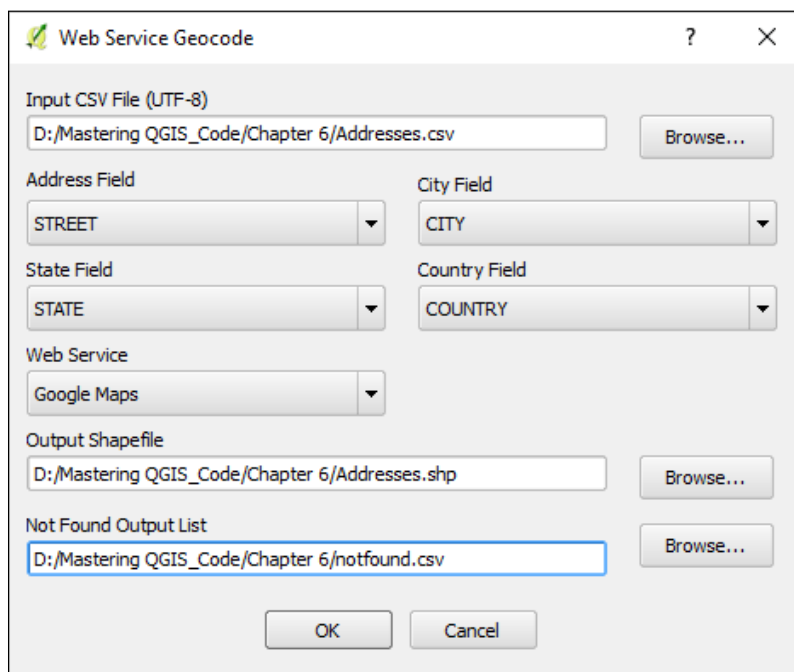 Web Service Geocode ?
Input CSV File (UTF-8)
D:/Mastering QGIS_Code/Chapter 6/Addresses.csv Browse...
Address Field City Field
STREET CITY
State Field Country Field
STATE COUNTRY
Web Service
Google Maps
Output Shapefile
D:/Mastering QGIS_Code/Chapter 6/Addresses.shp Browse...
Not Found Output List
D:/Mastering QGIS_Code/Chapter 6/notfound.csv Browse...
OK Cancel